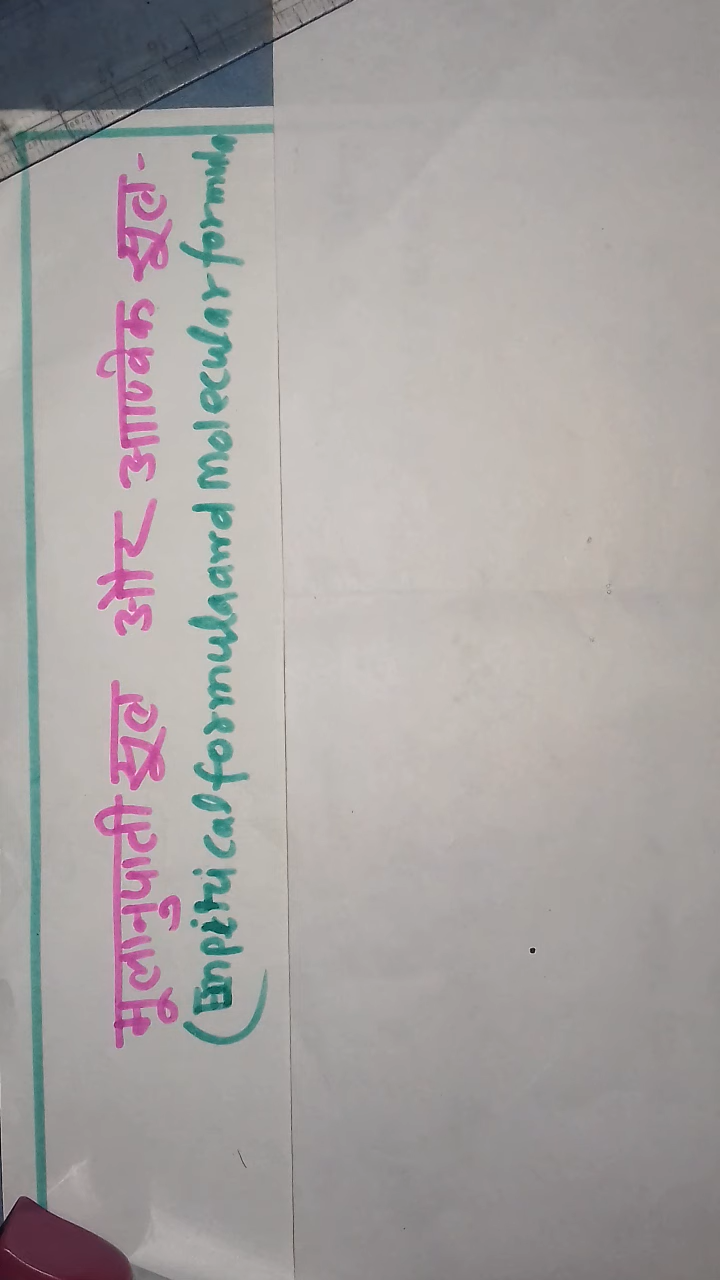 मूलानुपाती सूत्र और आण्विक सूत्र-
(Empirical formula and molecular formula